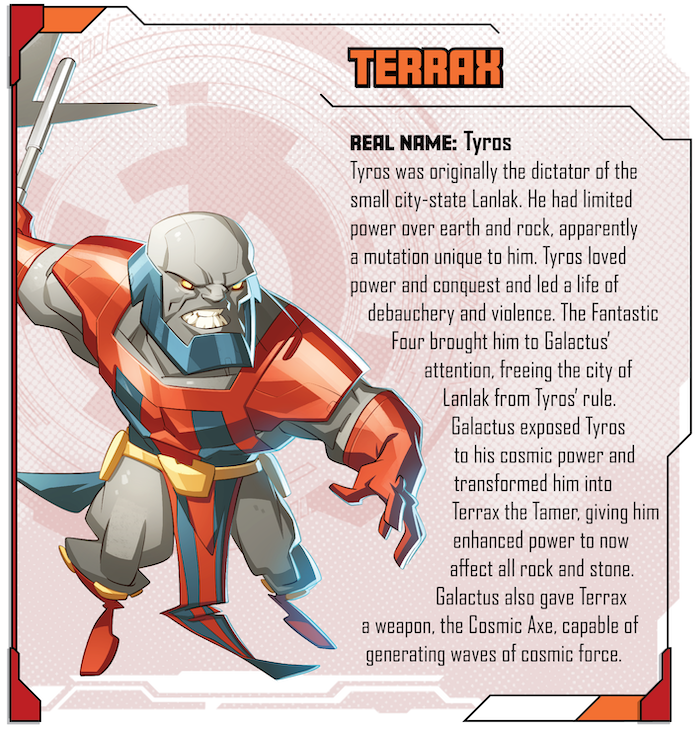 TERRAX
REAL NAME: Tyros
Tyros was originally the dictator of the
small city-state Lanlak. He had limited
power over earth and rock, apparently
a mutation unique to him. Tyros loved
power and conquest and led a life of
debauchery and violence. The Fantastic
Four brought him to Galactus'
attention, freeing the city of
Lanlak from Tyros' rule.
Galactus exposed Tyros
to his cosmic power and
transformed him into
Terrax the Tamer, giving him
enhanced power to now
affect all rock and stone.
Galactus also gave Terrax
a weapon, the Cosmic Axe, capable of
generating waves of cosmic force.